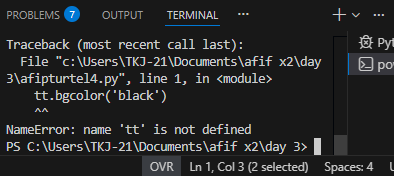 PROBLEMS 7 OUTPUT TERMINAL
Traceback (most recent call last):
File "c:\Users\TKJ-21\Documents\afif x2\day
3\afipturtel4.py", line 1, in <module>
tt.bgcolor('black')
^^
NameError: name 'tt' is not defined
PS C:\Users\TKJ-21\Documents\afif x2\day 3>
OVR Ln 1, Col 3 (2 selected) Spaces: 4